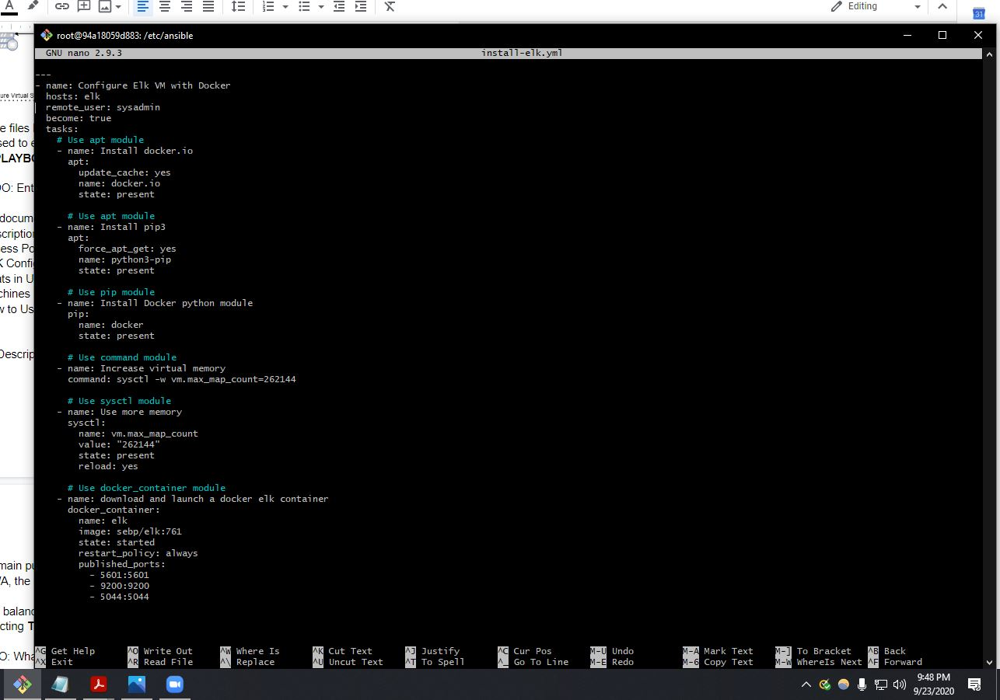 A
Editing
31
root@94a18059d883: /etc/ansible
GNU nano 2.9.3 install-elk.yml
---
- name: Configure Elk VM with Docker
hosts: elk
remote_user: sysadmin
become: true
tasks:
# Use apt module
- name: Install docker.io
apt:
update_cache: yes
name: docker.io
state: present
# Use apt module
- name: Install pip3
apt:
force_apt_get: yes
name: python3-pip
state: present
# Use pip module
- name: Install Docker python module
pip:
name: docker
state: present
# Use command module
- name: Increase virtual memory
command: sysctl -w vm.max_map_count=262144
# Use sysctl module
- name: Use more memory
sysctl:
name: vm.max_map_count
value: "262144"
state: present
reload: yes
# Use docker_container module
- name: download and launch a docker elk container
docker_container:
name: elk
image: sebp/elk:761
state: started
restart_policy: always
published_ports:
- 5601:5601
- 9200:9200
- 5044:5044
^G Get Help ^O Write Out ^W Where Is ^K Cut Text ^J Justify ^C Cur Pos M-U Undo M-A Mark Text M-] To Bracket ^B Back
^X Exit ^R Read File ^\ Replace ^U Uncut Text ^T To Spell ^_ Go To Line M-E Redo M-6 Copy Text M-W WhereIs Next ^F Forward
ure Virtual S
e files
sed to e
PLAYBO
OO: Ent
docume
scription
ess Po
K Confi
ats in U
chines
w to Us
Descrip
main pu
/A, the
balanc
cting T
O: Wha
9:48 PM
9/23/2020